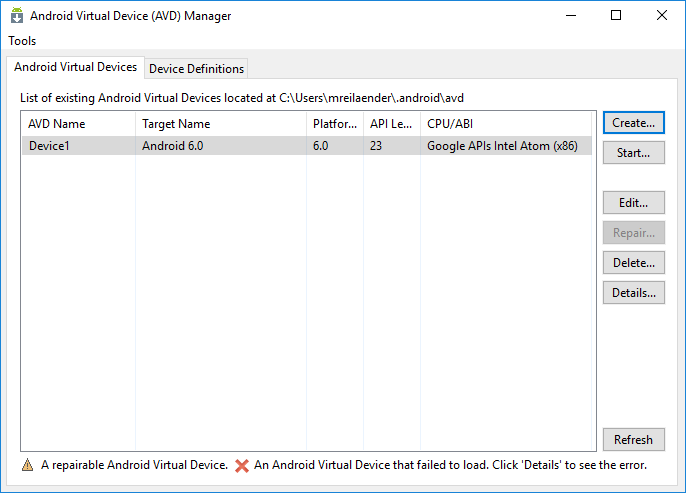 Android Virtual Device (AVD) Manager
Tools
Android Virtual Devices Device Definitions
List of existing Android Virtual Devices located at C:\Users\mreilaender\.android\avd
AVD Name Target Name Platfor... API Le... CPU/ABI
Device1 Android 6.0 6.0 23 Google APIs Intel Atom (x86)
Create...
Start...
Edit...
Repair...
Delete...
Details...
Refresh
A repairable Android Virtual Device. An Android Virtual Device that failed to load. Click 'Details' to see the error.